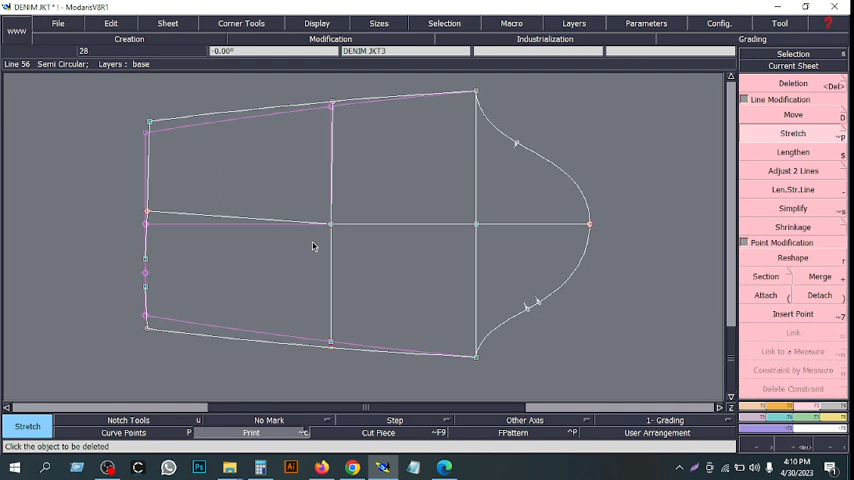 DENIM JKT * ! - ModarisV8R1
www
File
Edit
Sheet
Corner Tools
Display
Sizes
Selection
Macro
Layers
Parameters
Config.
Tool
?
Creation
Modification
Industrialization
Grading
28
-0.00º
DENIM JKT3
Line 56 Semi Circular; Layers : base
Selection s
Current Sheet
Deletion <Del>
Line Modification
Move D
Stretch ~p
Lengthen s
Adjust 2 Lines
Len.Str.Line -
Simplify ~s
Shrinkage
Point Modification
Reshape r
Section
Merge +
Attach (
Detach )
Insert Point ~7
Link
Link to a Measure
Constraint by Measure
Delete Constraint
Z
Stretch
Notch Tools u
No Mark
Step
Other Axis
1- Grading
Curve Points P
Print ~c
Cut Piece ~F9
FPattern ^P
User Arrangement
Click the object to be deleted
4:10 PM
4/30/2023